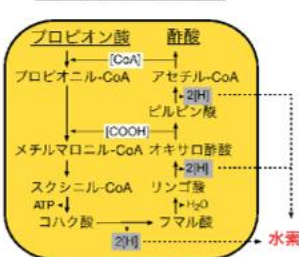 プロピオン酸 酢酸
[CoA]
プロピオニル-CoA アセチル-CoA
2[H]
ピルビン酸
[COOH]
メチルマロニル-CoA オキサロ酢酸
2[H]
スクシニル-CoA リンゴ酸
ATP H₂O
コハク酸 フマル酸
2[H] 水素